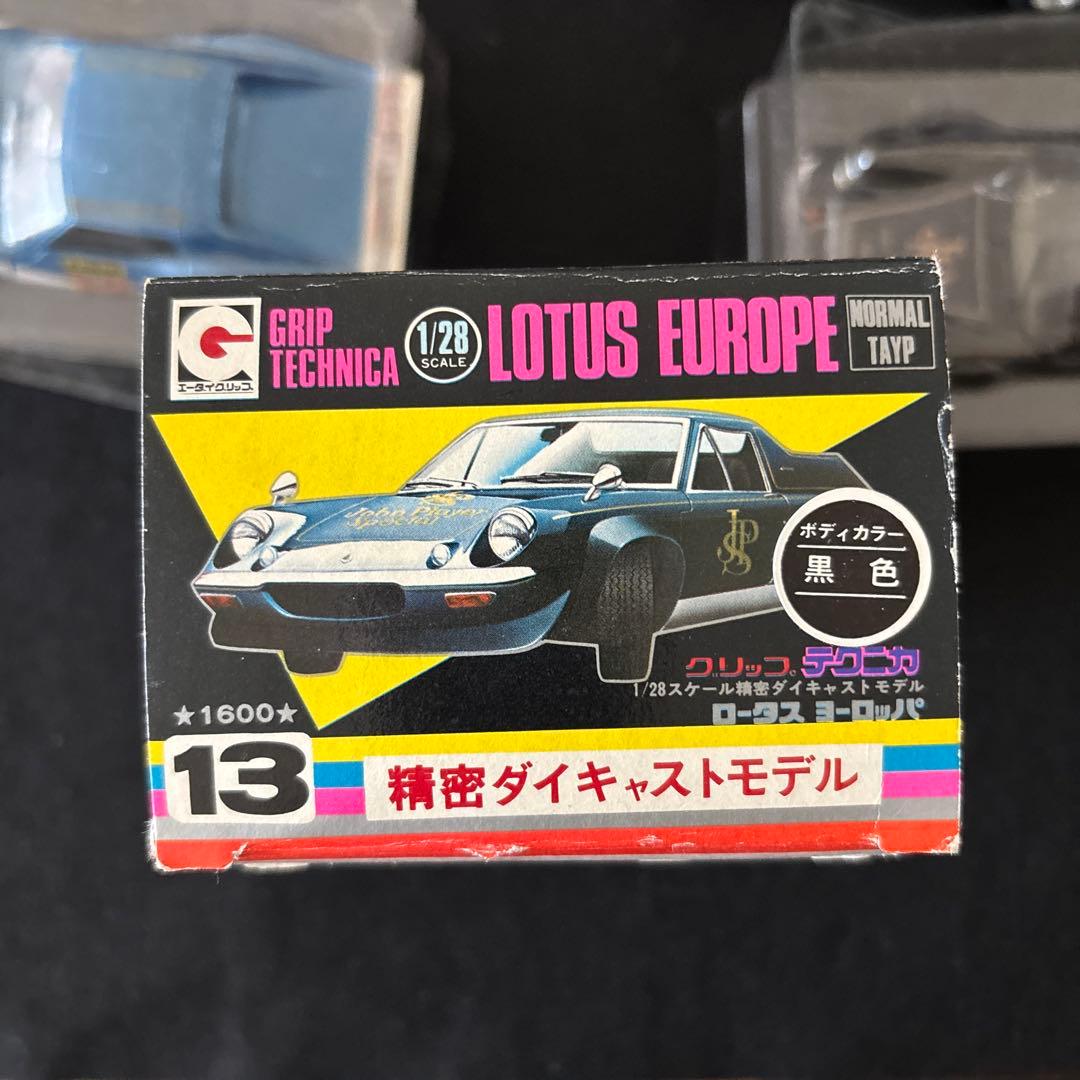 エータイグリップ
GRIP
TECHNICA
1/28
SCALE
LOTUS EUROPE
NORMAL
TAYP
John Player
Special
JPS
ボディカラー
黒色
グリップ テクニカ
1/28スケール精密ダイキャストモデル
ロータス ヨーロッパ
★1600★
13
精密ダイキャストモデル